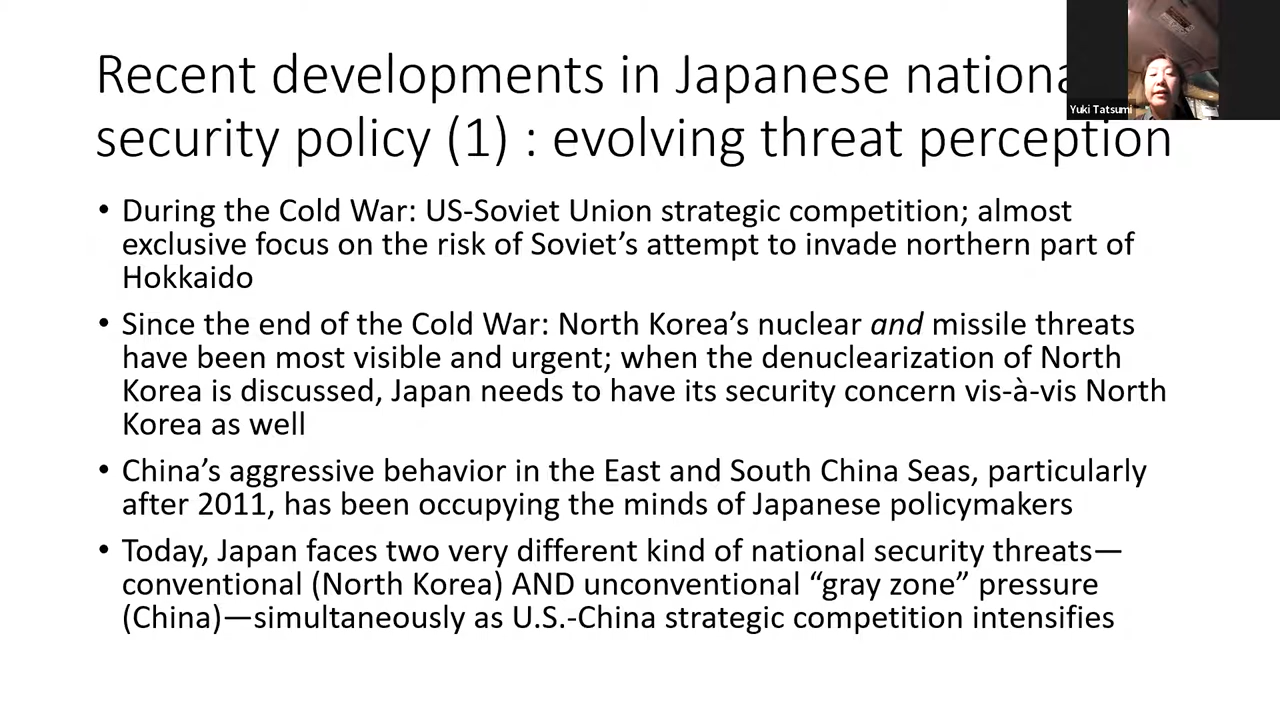 Recent developments in Japanese nationa
security policy (1) : evolving threat perception
Yuki Tatsumi
• During the Cold War: US-Soviet Union strategic competition; almost
exclusive focus on the risk of Soviet’s attempt to invade northern part of
Hokkaido
• Since the end of the Cold War: North Korea’s nuclear and missile threats
have been most visible and urgent; when the denuclearization of North
Korea is discussed, Japan needs to have its security concern vis-à-vis North
Korea as well
• China’s aggressive behavior in the East and South China Seas, particularly
after 2011, has been occupying the minds of Japanese policymakers
• Today, Japan faces two very different kind of national security threats—
conventional (North Korea) AND unconventional “gray zone” pressure
(China)—simultaneously as U.S.-China strategic competition intensifies